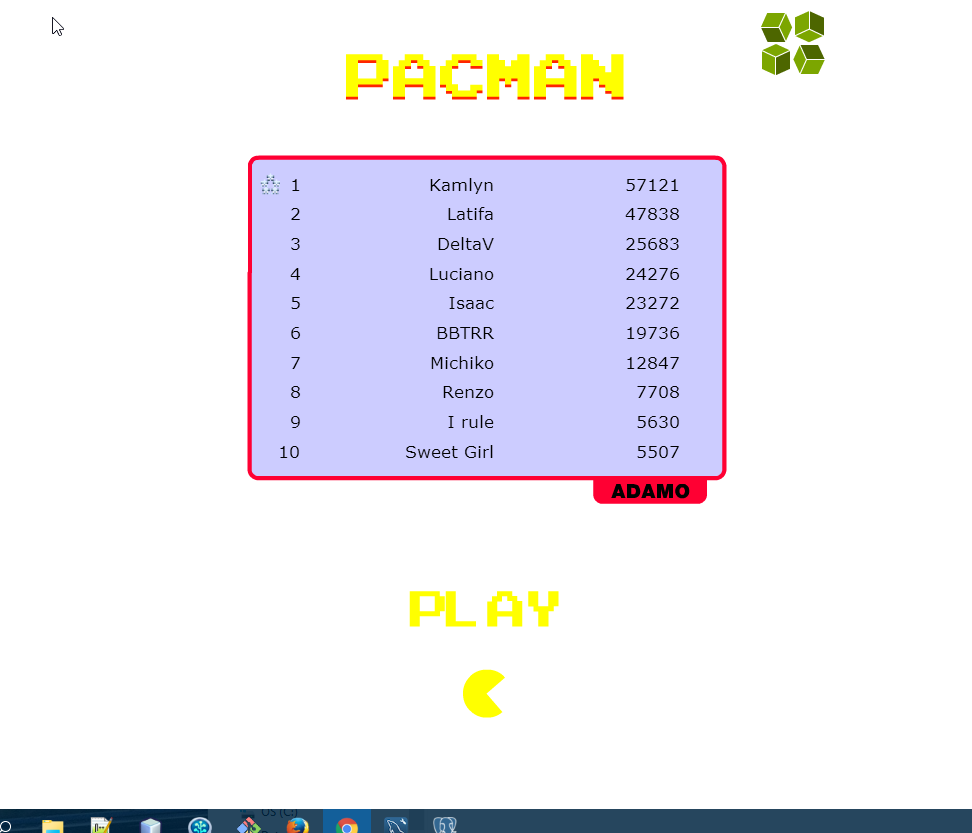 PACMAN
1 Kamlyn 57121
2 Latifa 47838
3 DeltaV 25683
4 Luciano 24276
5 Isaac 23272
6 BBTRR 19736
7 Michiko 12847
8 Renzo 7708
9 I rule 5630
10 Sweet Girl 5507
ADAMO
PLAY
OS (C:)